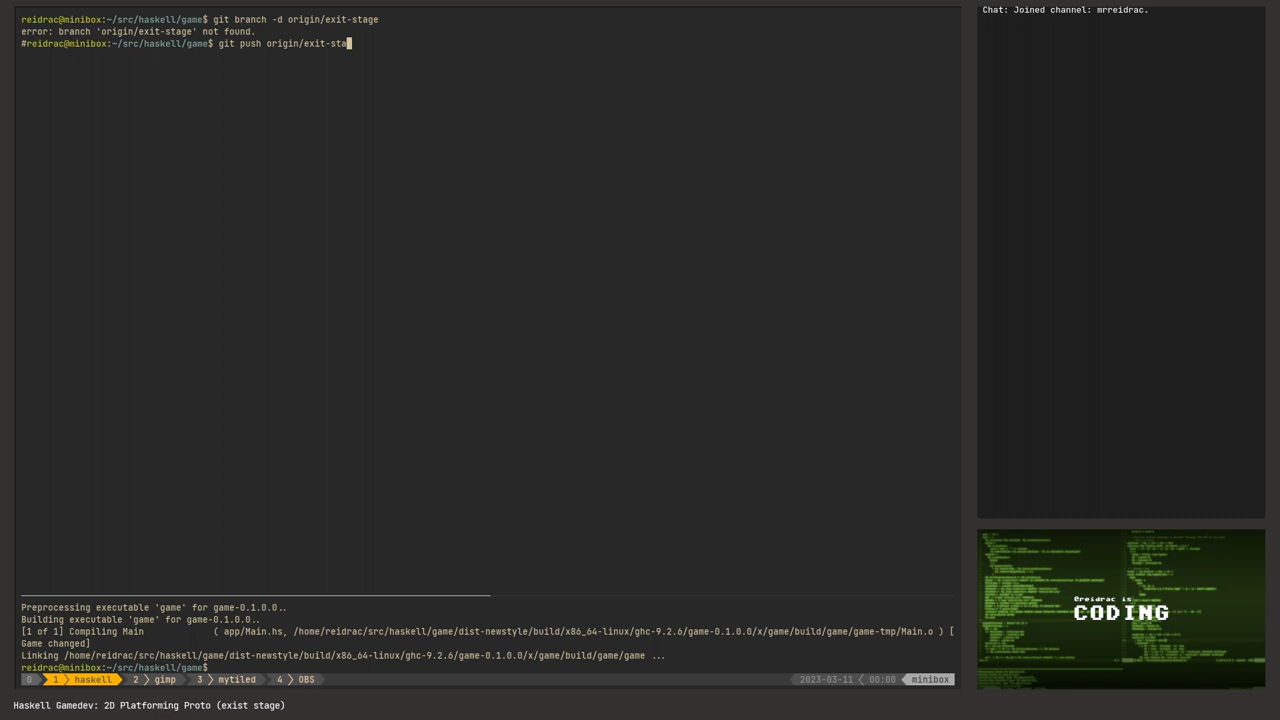 reidrac@minibox:~/src/haskell/game$ git branch -d origin/exit-stage
error: branch 'origin/exit-stage' not found.
#reidrac@minibox:~/src/haskell/game$ git push origin/exit-sta
Preprocessing executable 'game' for game-0.1.0.0..
Building executable 'game' for game-0.1.0.0..
[1 of 1] Compiling Main             ( app/Main.hs, /home/reidrac/src/haskell/game/dist-newstyle/build/x86_64-linux/ghc-9.2.6/game-0.1.0.0/x/game/build/game/game-tmp/Main.o ) [
Game changed]
Linking /home/reidrac/src/haskell/game/dist-newstyle/build/x86_64-linux/ghc-9.2.6/game-0.1.0.0/x/game/build/game/game ...
reidrac@minibox:~/src/haskell/game$
0 1 haskell 2 gimp 3 mytiled 4 OBS 2023-03-11 00:00 minibox
Haskell Gamedev: 2D Platforming Proto (exist stage)
Chat: Joined channel: mrreidrac.
@reidrac is
CODING